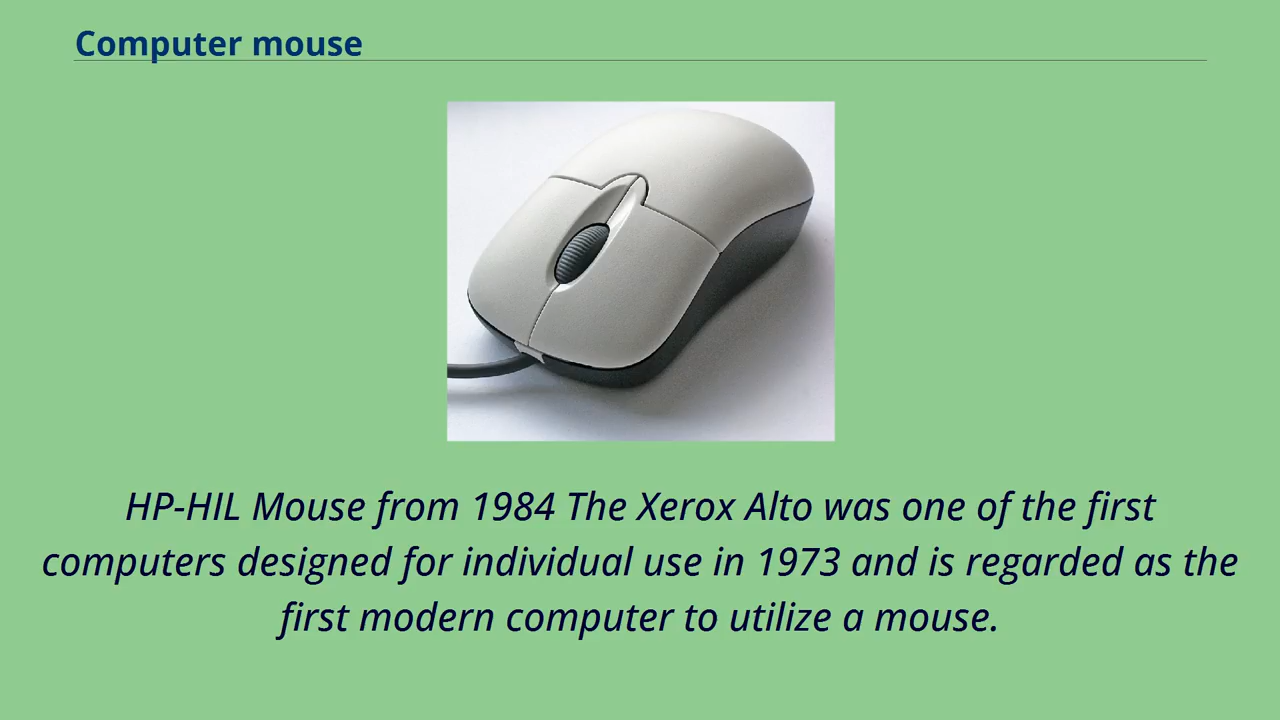 Computer mouse
HP-HIL Mouse from 1984 The Xerox Alto was one of the first
computers designed for individual use in 1973 and is regarded as the
first modern computer to utilize a mouse.